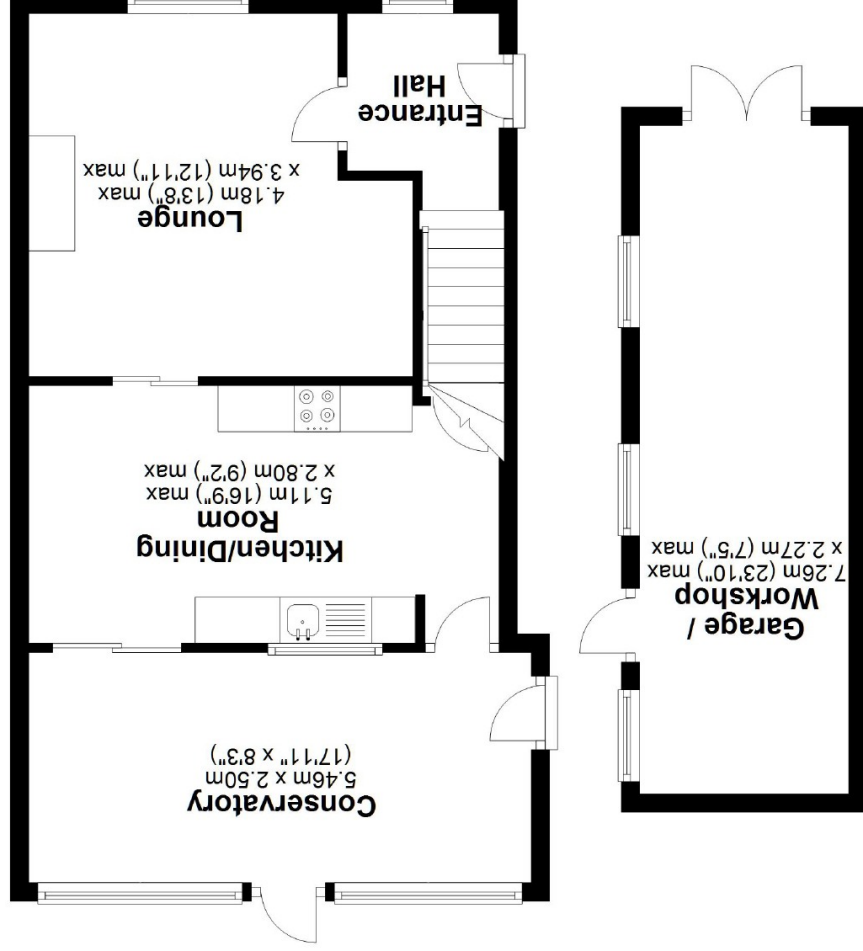 Conservatory
5.46m x 2.50m
(17'11" x 8'3")
Garage /
Workshop
7.26m (23'10") max
x 2.27m (7'5") max
Kitchen/Dining
Room
5.11m (16'9") max
x 2.80m (9'2") max
Lounge
4.18m (13'8") max
x 3.94m (12'11") max
Entrance
Hall